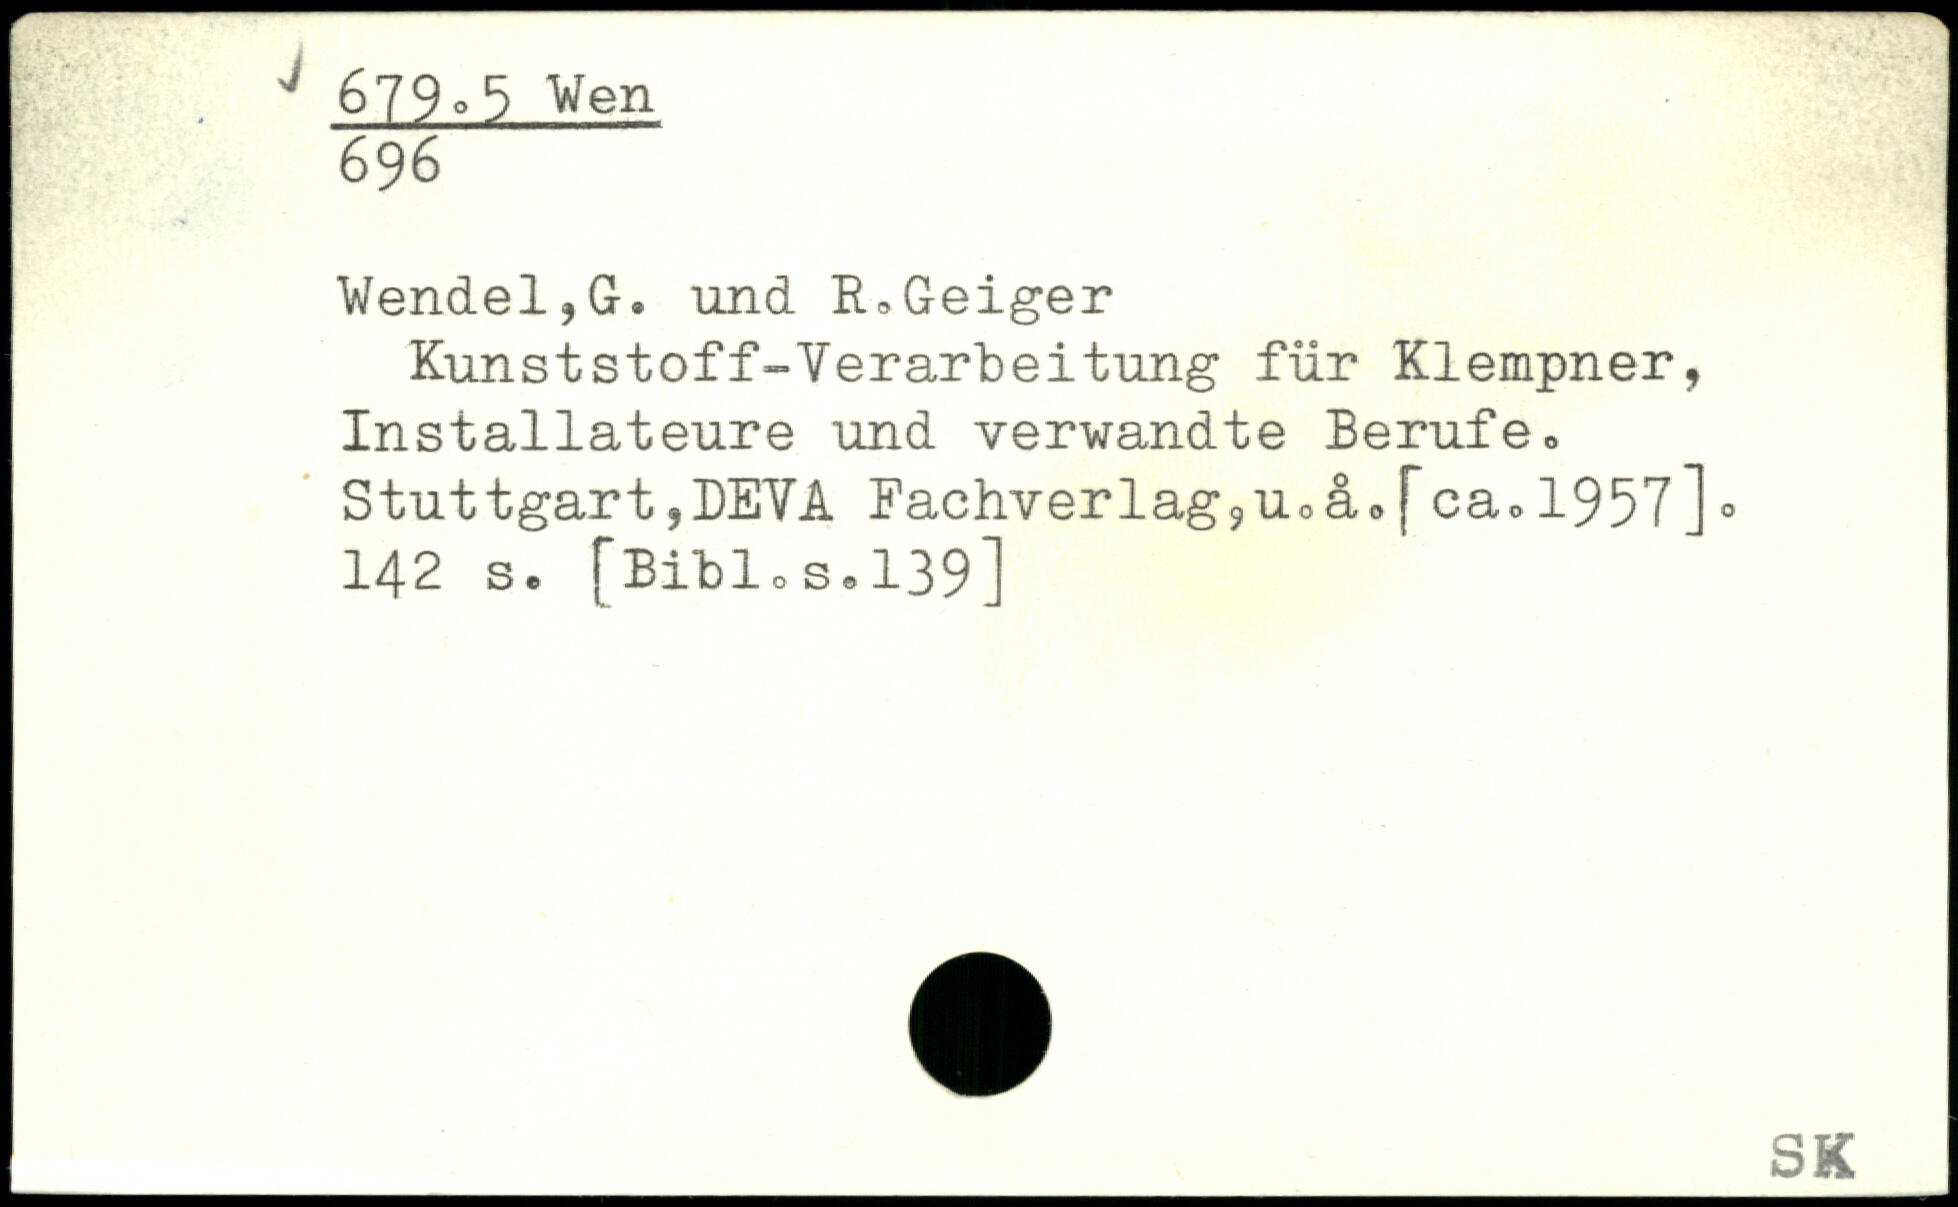 679.5 Wen
696
Wendel,G. und R.Geiger
Kunststoff-Verarbeitung für Klempner,
Installateure und verwandte Berufe.
Stuttgart,DEVA Fachverlag,u.å.[ca.1957].
142 s. [Bibl.s.139]
SK